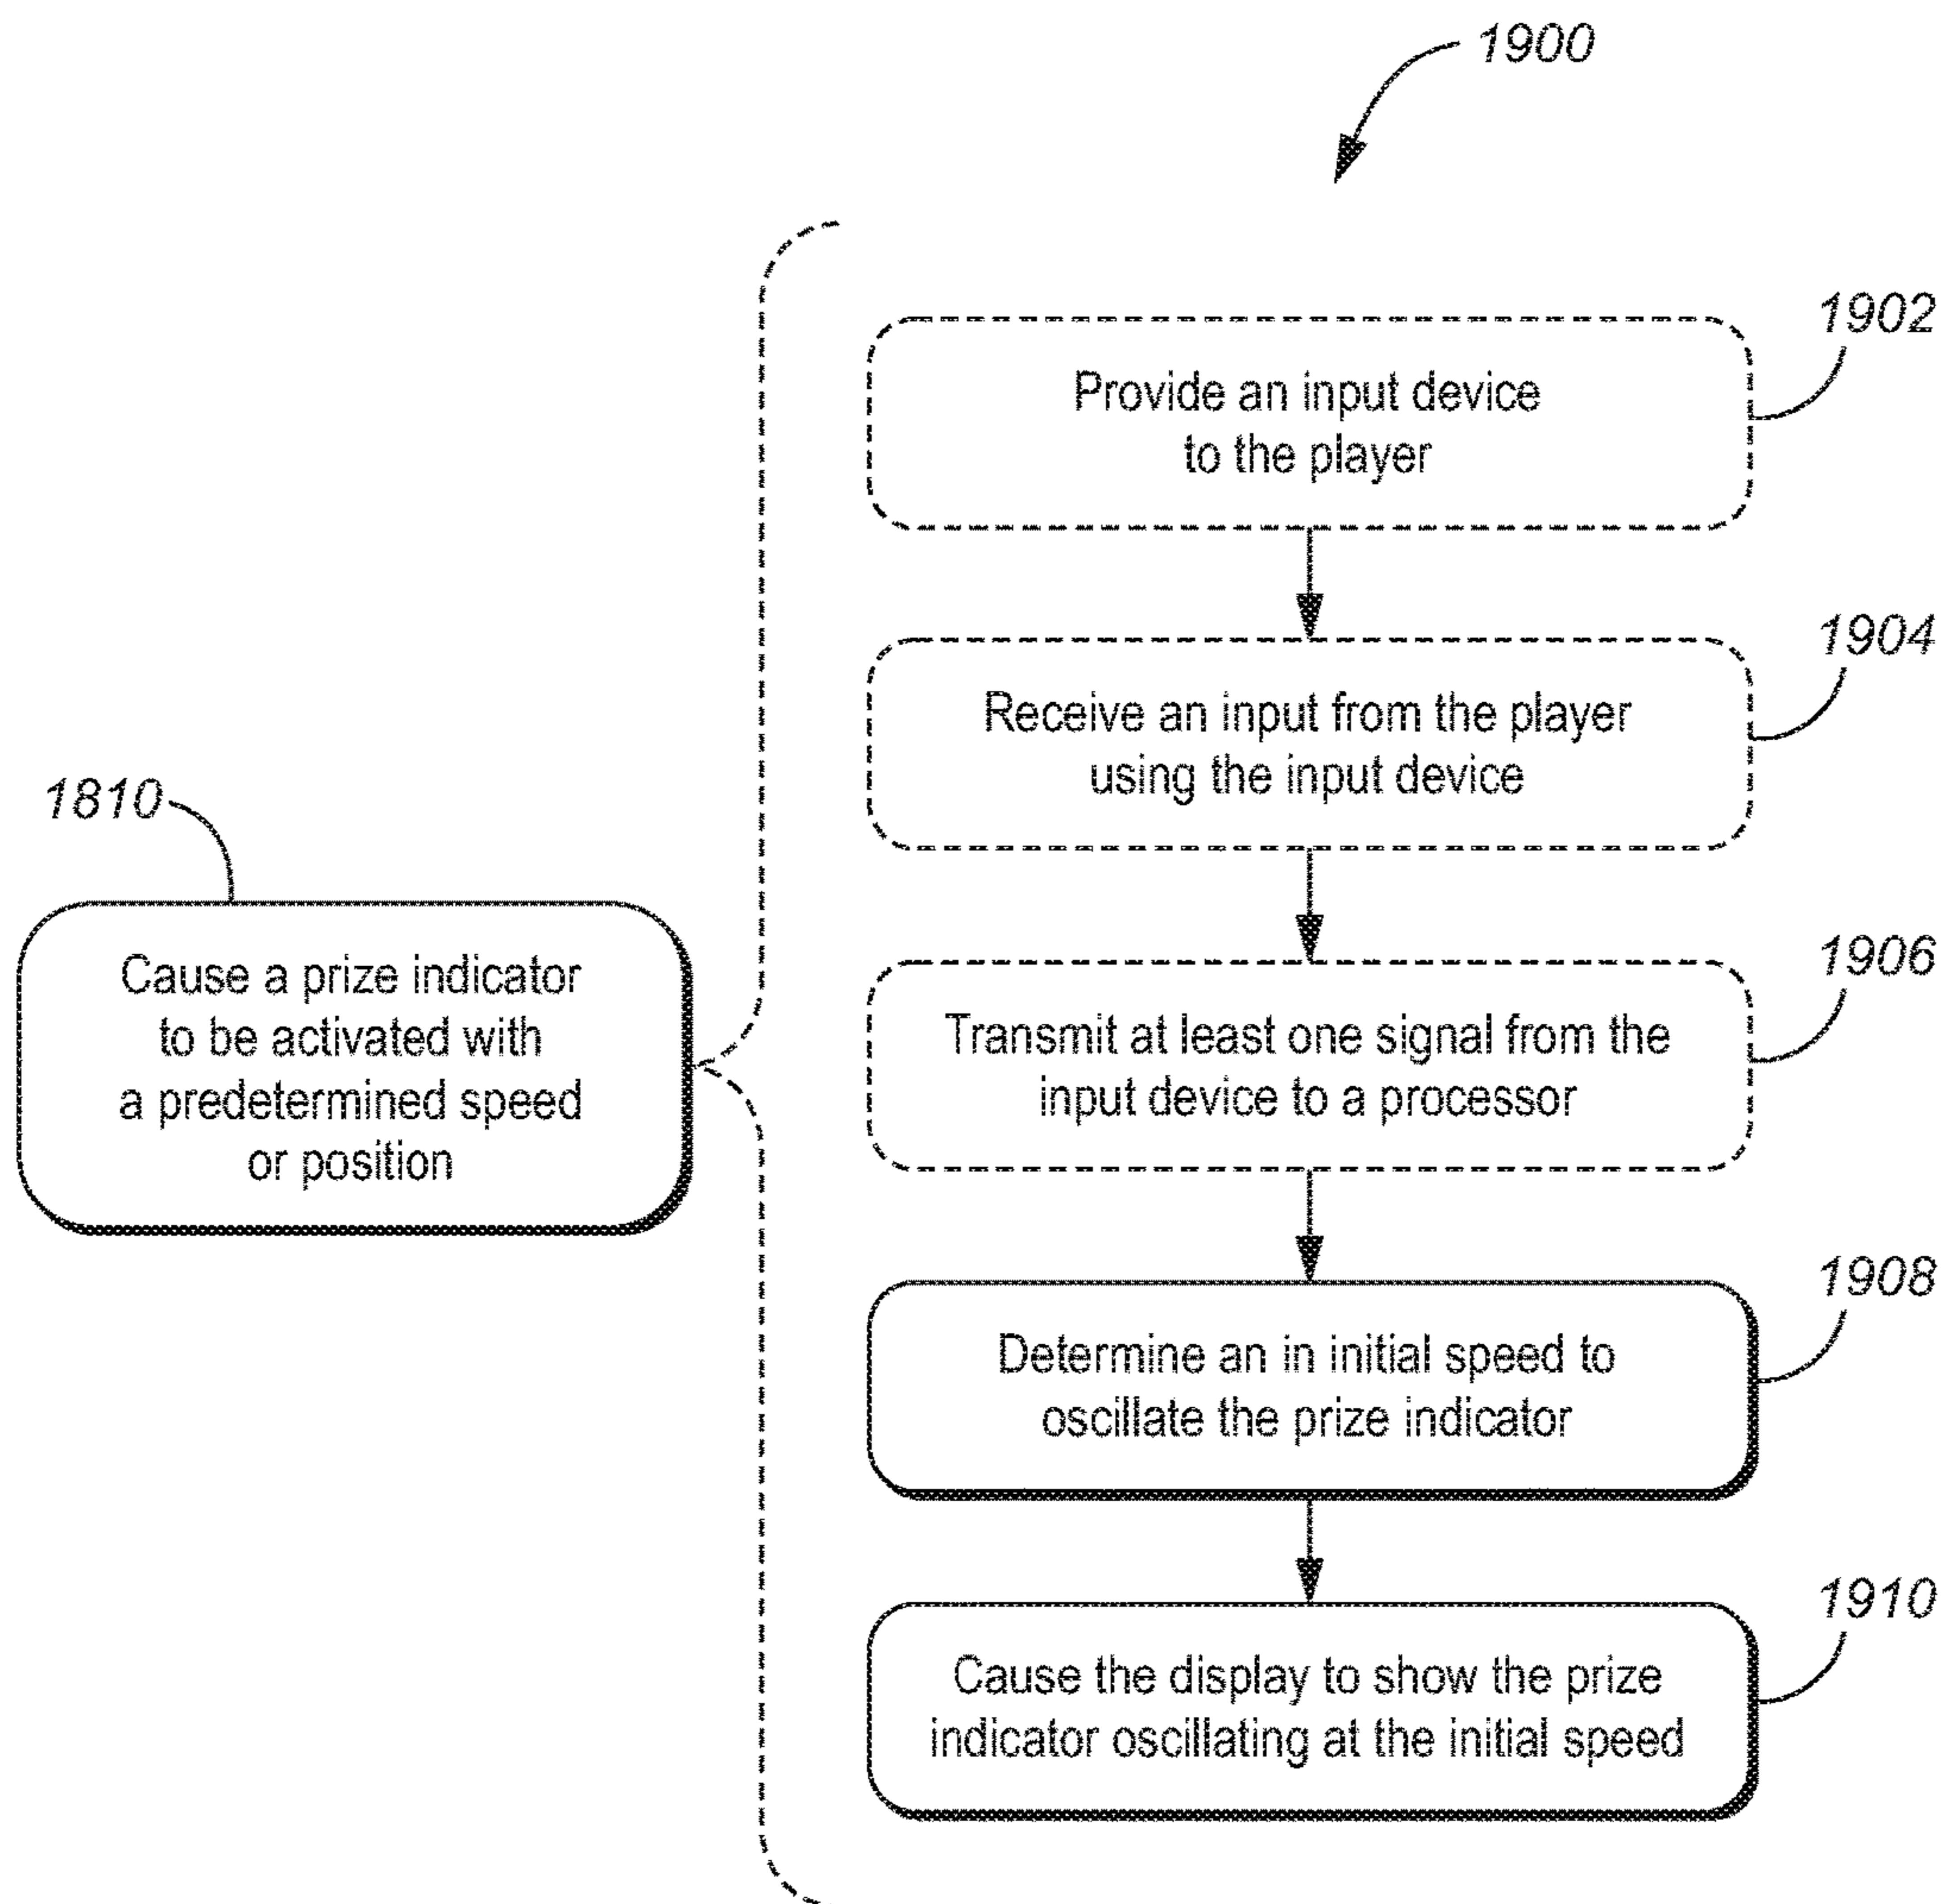 1900
1902
Provide an input device
to the player
1904
Receive an input from the player
using the input device
1810
Cause a prize indicator
to be activated with
a predetermined speed
or position
1906
Transmit at least one signal from the
input device to a processor
1908
Determine an in initial speed to
oscillate the prize indicator
1910
Cause the display to show the prize
indicator oscillating at the initial speed